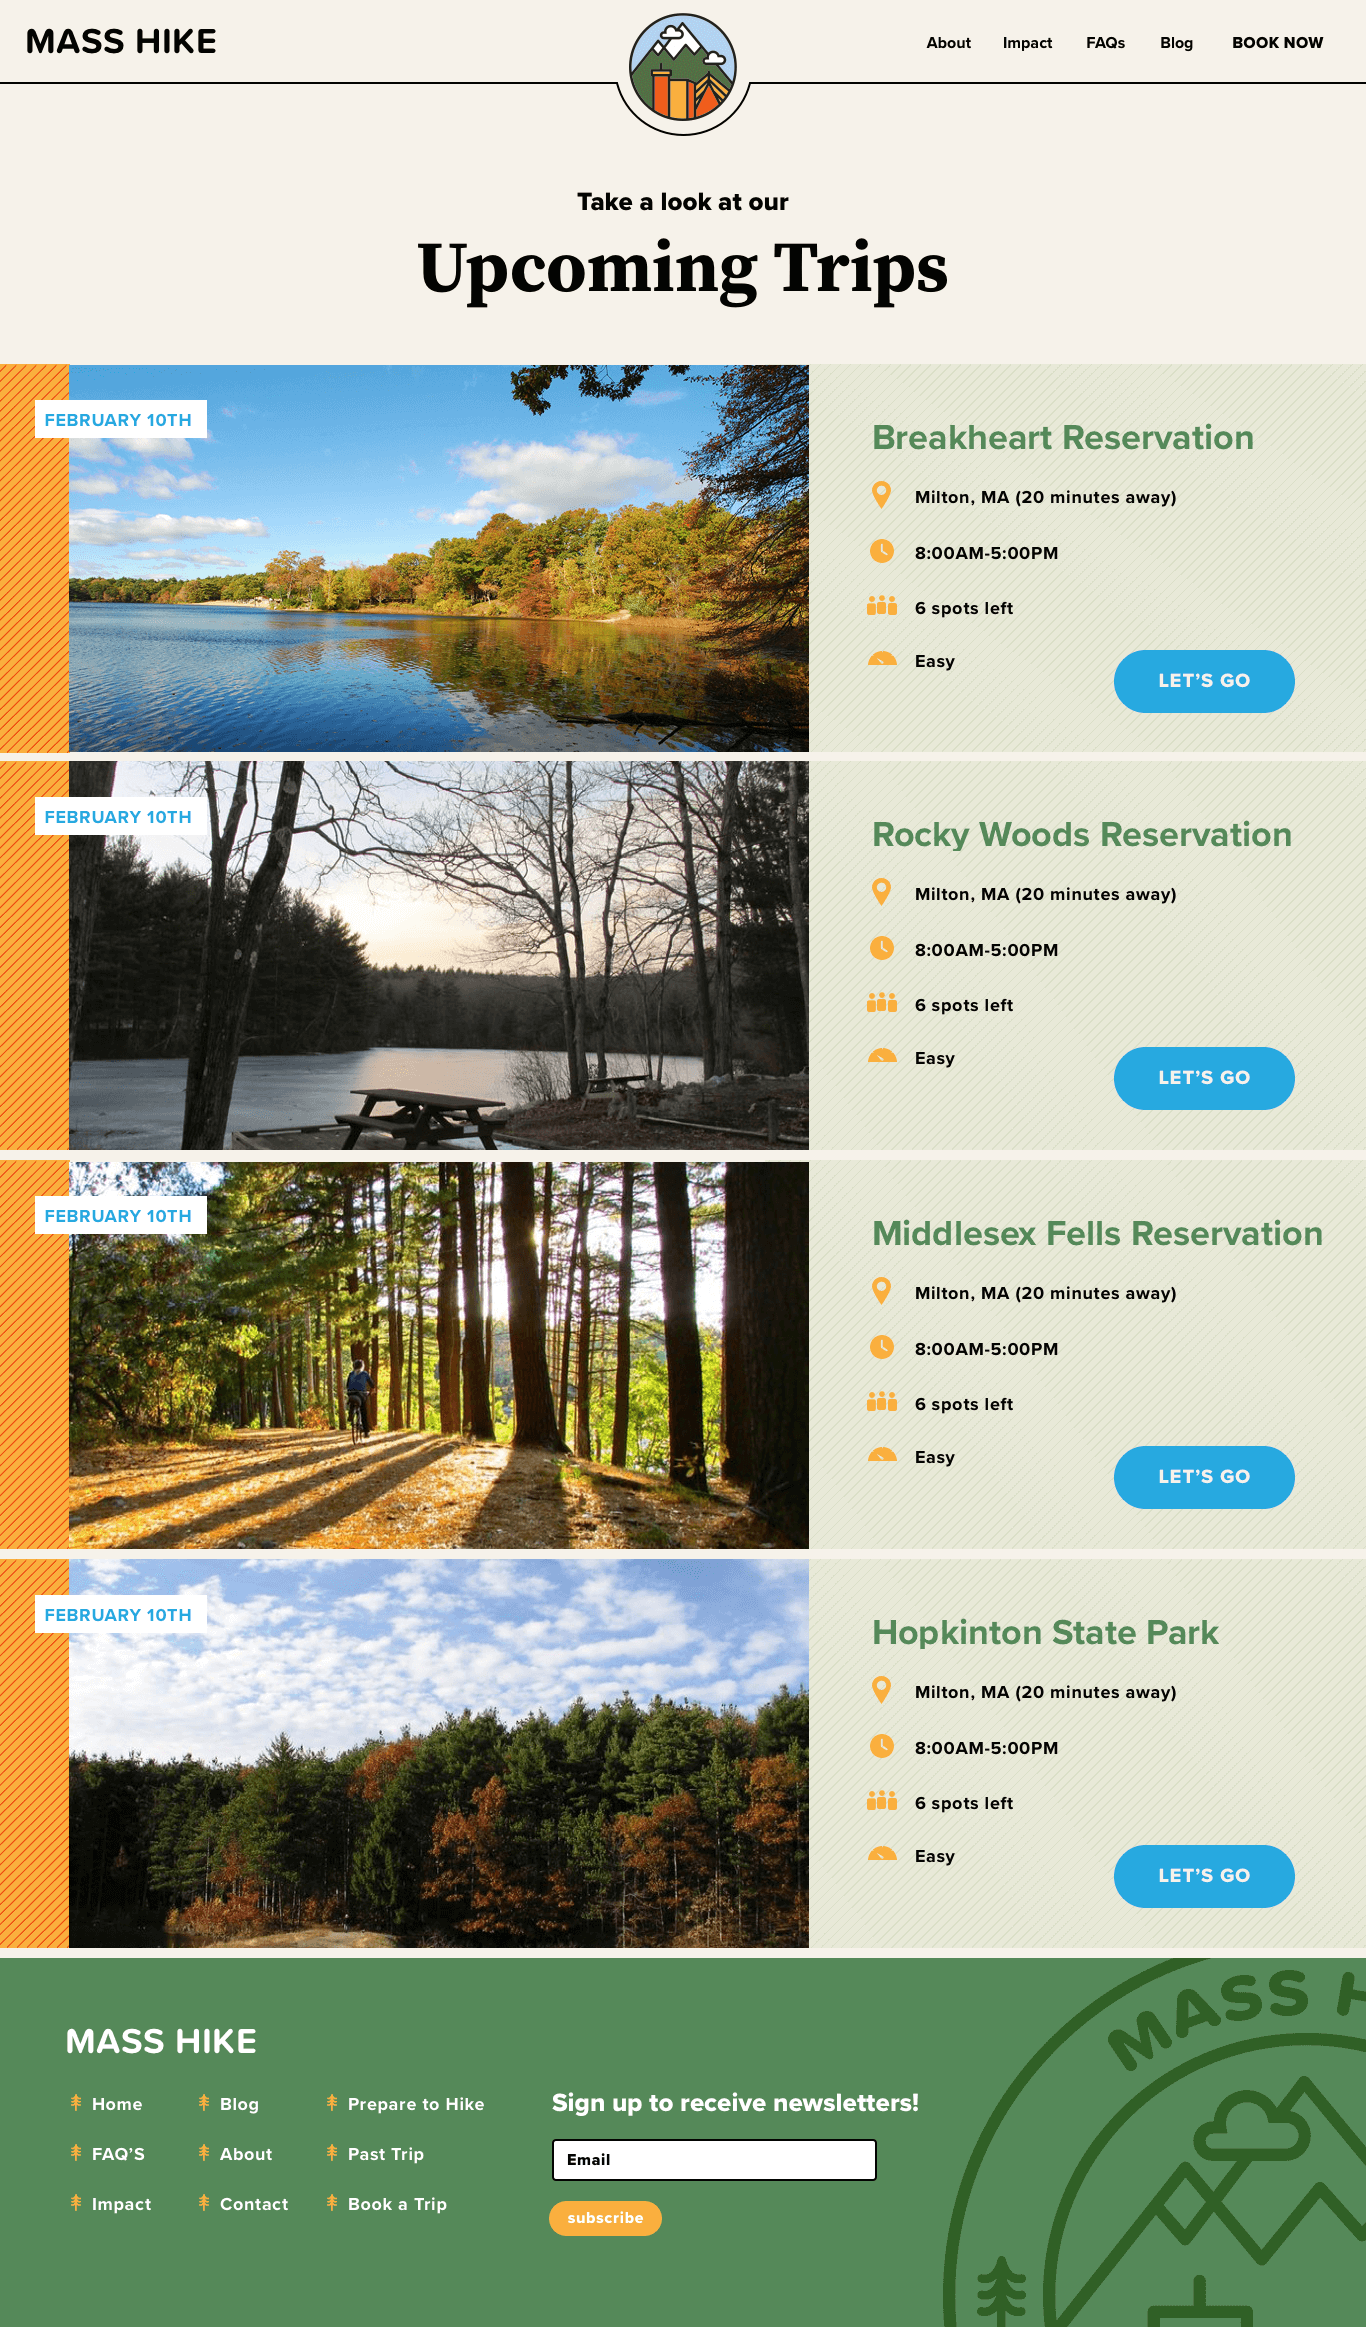 MASS HIKE
About Impact FAQs Blog BOOK NOW
Take a look at our
Upcoming Trips
FEBRUARY 10TH
Breakheart Reservation
Milton, MA (20 minutes away)
8:00AM-5:00PM
6 spots left
Easy
LET’S GO
FEBRUARY 10TH
Rocky Woods Reservation
Milton, MA (20 minutes away)
8:00AM-5:00PM
6 spots left
Easy
LET’S GO
FEBRUARY 10TH
Middlesex Fells Reservation
Milton, MA (20 minutes away)
8:00AM-5:00PM
6 spots left
Easy
LET’S GO
FEBRUARY 10TH
Hopkinton State Park
Milton, MA (20 minutes away)
8:00AM-5:00PM
6 spots left
Easy
LET’S GO
MASS H
MASS HIKE
Home Blog Prepare to Hike
FAQ’S About Past Trip
Impact Contact Book a Trip
Sign up to receive newsletters!
Email
subscribe